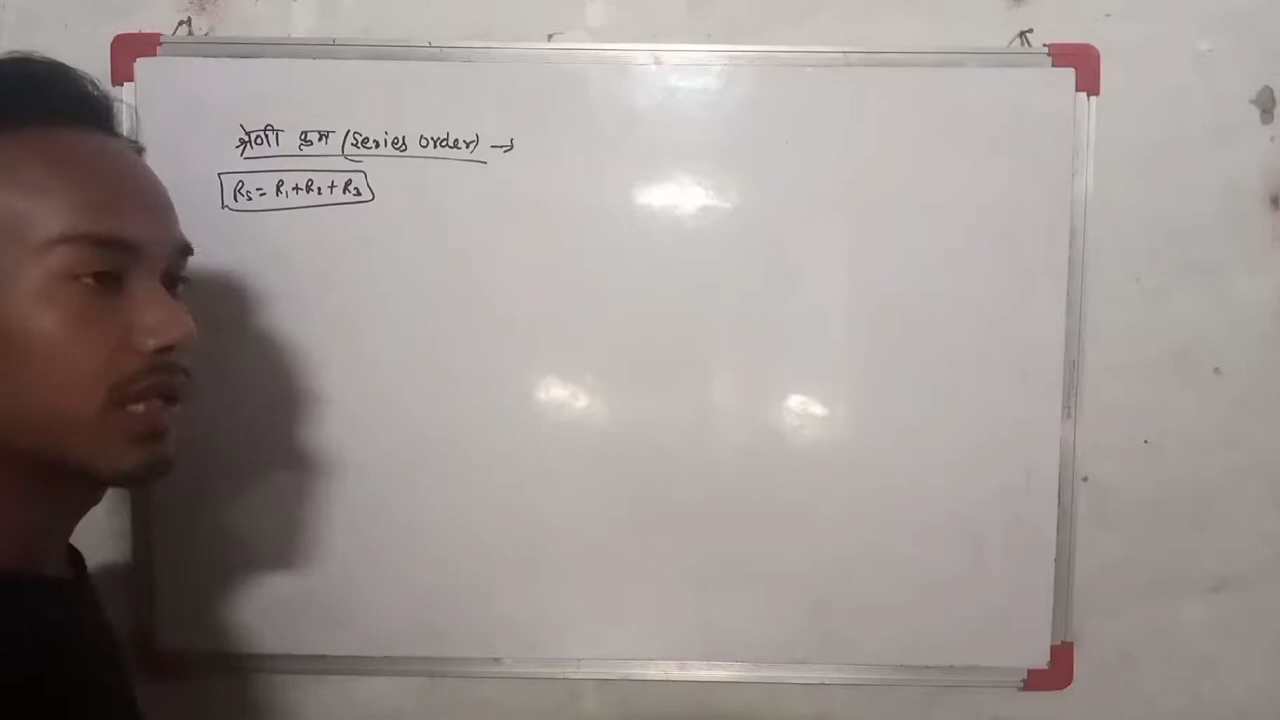 श्रेणी क्रम (Series order) →
Rs = R₁ + R₂ + R₃